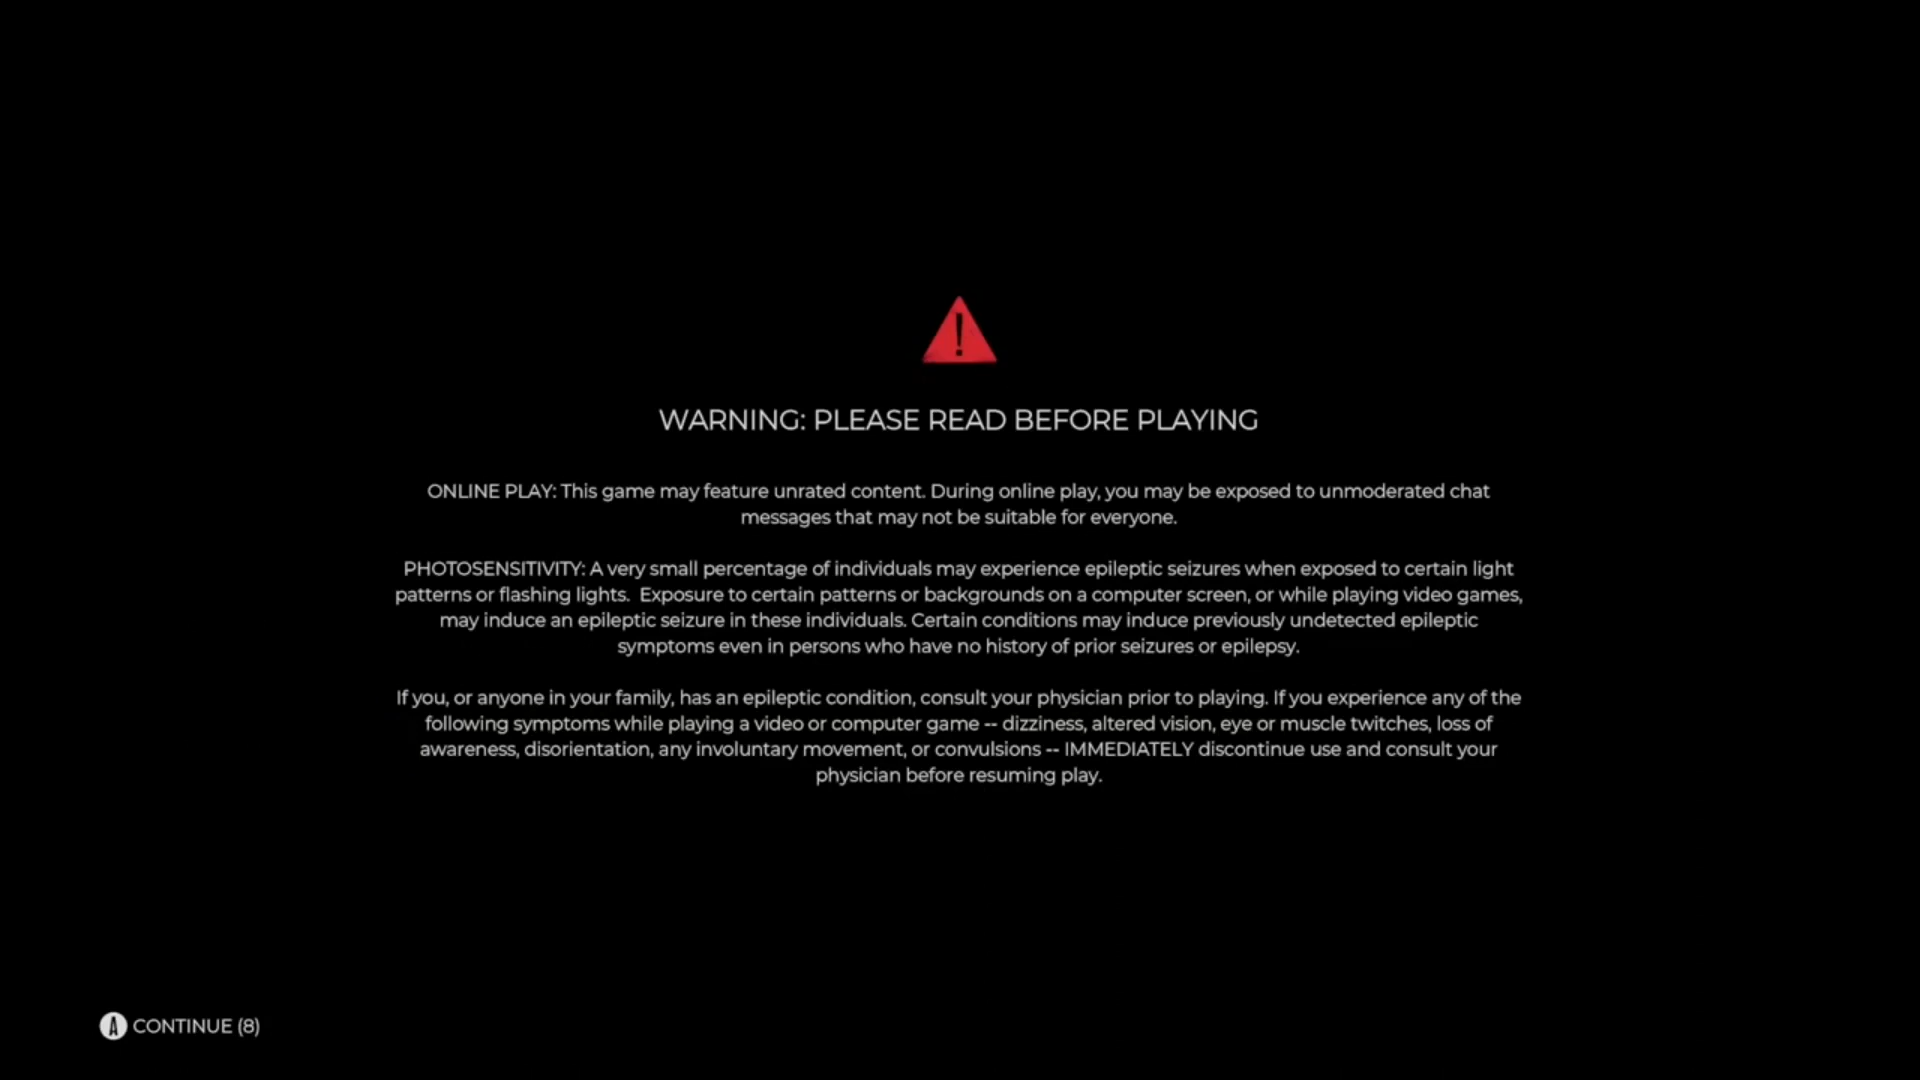 !
WARNING: PLEASE READ BEFORE PLAYING
ONLINE PLAY: This game may feature unrated content. During online play, you may be exposed to unmoderated chat
messages that may not be suitable for everyone.
PHOTOSENSITIVITY: A very small percentage of individuals may experience epileptic seizures when exposed to certain light
patterns or flashing lights.  Exposure to certain patterns or backgrounds on a computer screen, or while playing video games,
may induce an epileptic seizure in these individuals. Certain conditions may induce previously undetected epileptic
symptoms even in persons who have no history of prior seizures or epilepsy.
If you, or anyone in your family, has an epileptic condition, consult your physician prior to playing. If you experience any of the
following symptoms while playing a video or computer game -- dizziness, altered vision, eye or muscle twitches, loss of
awareness, disorientation, any involuntary movement, or convulsions -- IMMEDIATELY discontinue use and consult your
physician before resuming play.
A CONTINUE (8)